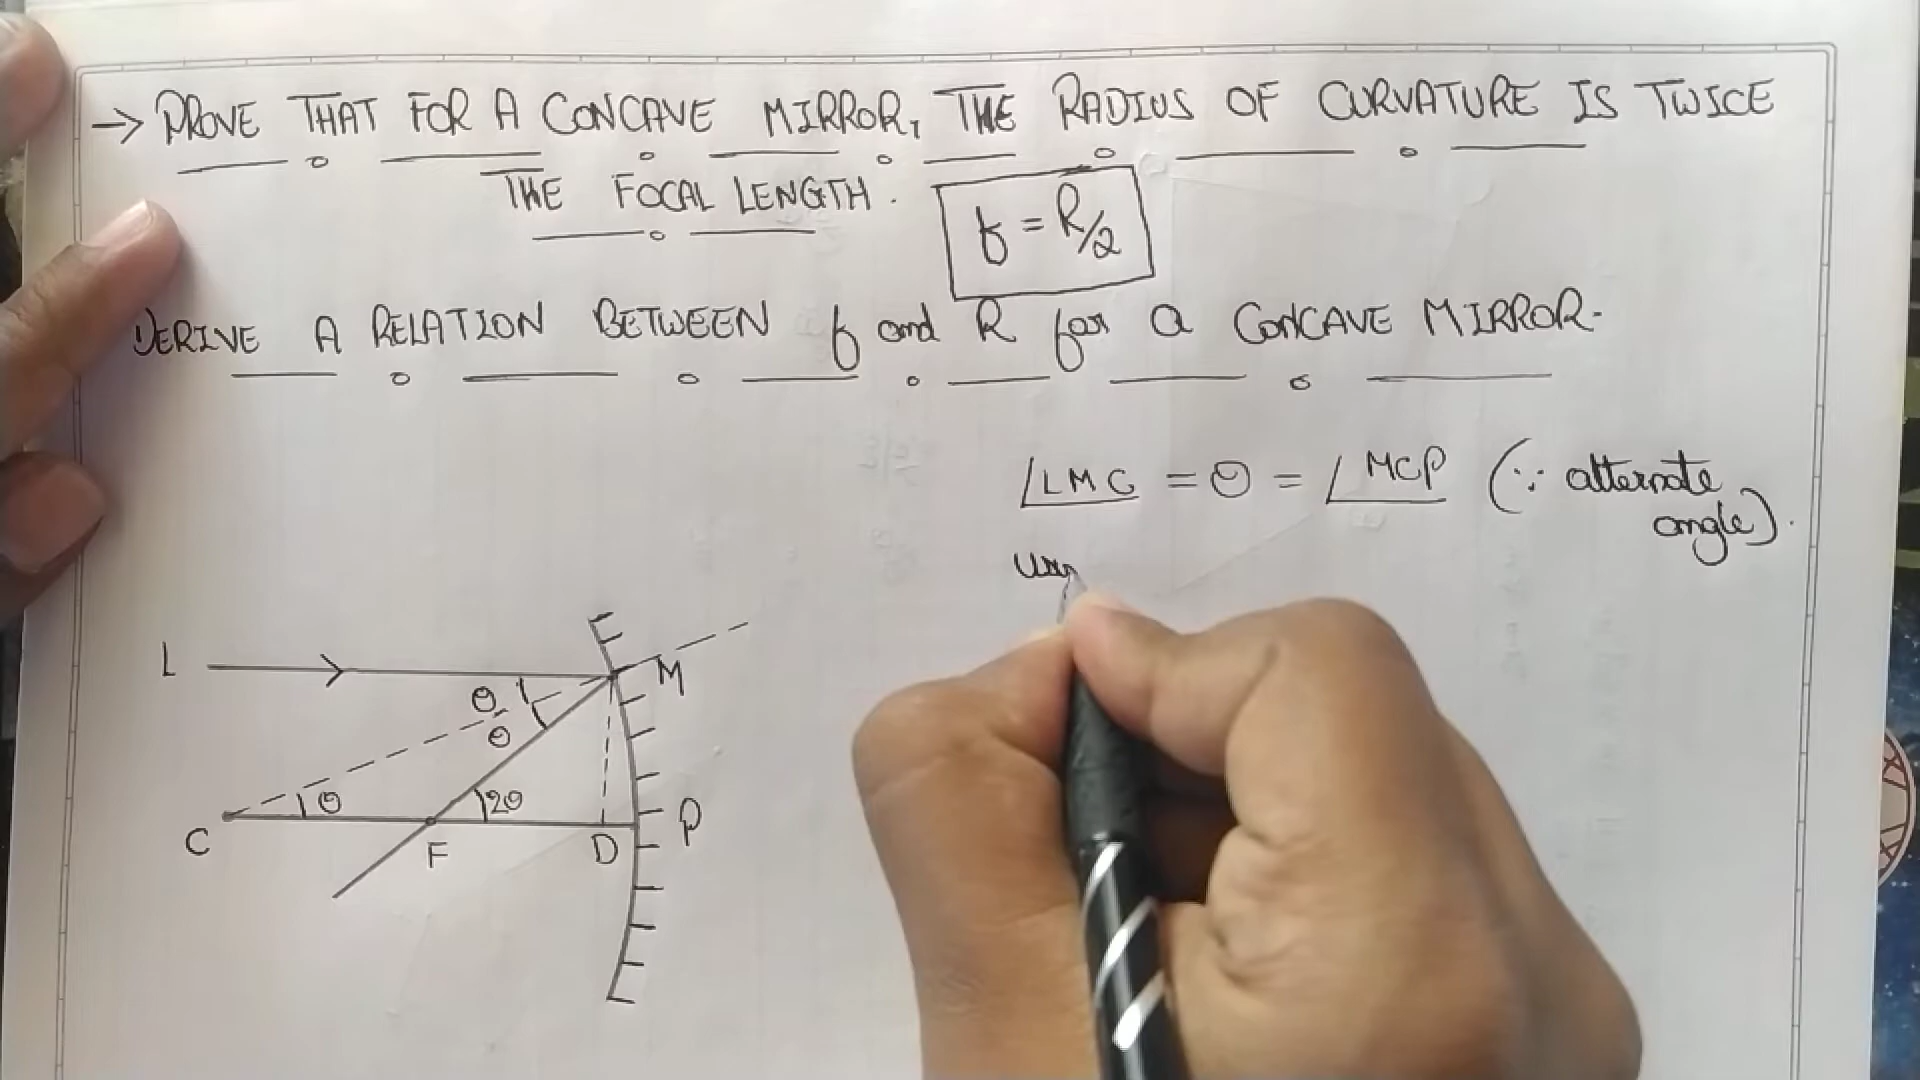 → PROVE THAT FOR A CONCAVE MIRROR, THE RADIUS OF CURVATURE IS TWICE
THE FOCAL LENGTH.
f = R/2
DERIVE A RELATION BETWEEN f and R for a CONCAVE MIRROR.
∠LMC = θ = ∠MCP (∵ alternate
angle).
L
M
θ
θ
θ
2θ
C
F
D
P